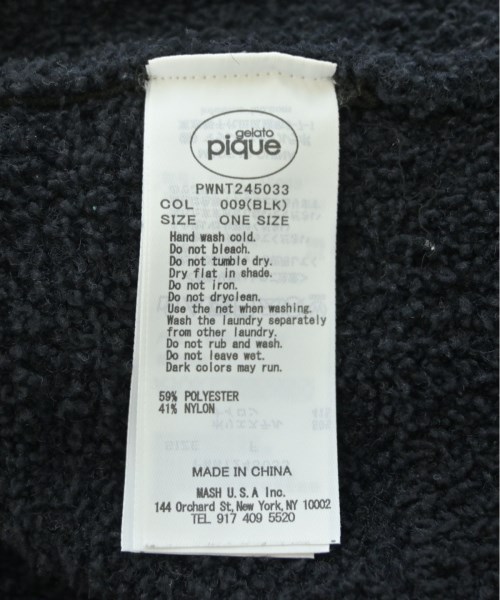 gelato
pique
PWNT245033
COL 009(BLK)
SIZE ONE SIZE
Hand wash cold.
Do not bleach.
Do not tumble dry.
Dry flat in shade.
Do not iron.
Do not dryclean.
Use the net when washing.
Wash the laundry separately
from other laundry.
Do not rub and wash.
Do not leave wet.
Dark colors may run.
59% POLYESTER
41% NYLON
MADE IN CHINA
MASH U.S.A Inc.
144 Orchard St,New York,NY 10002
TEL 917 409 5520